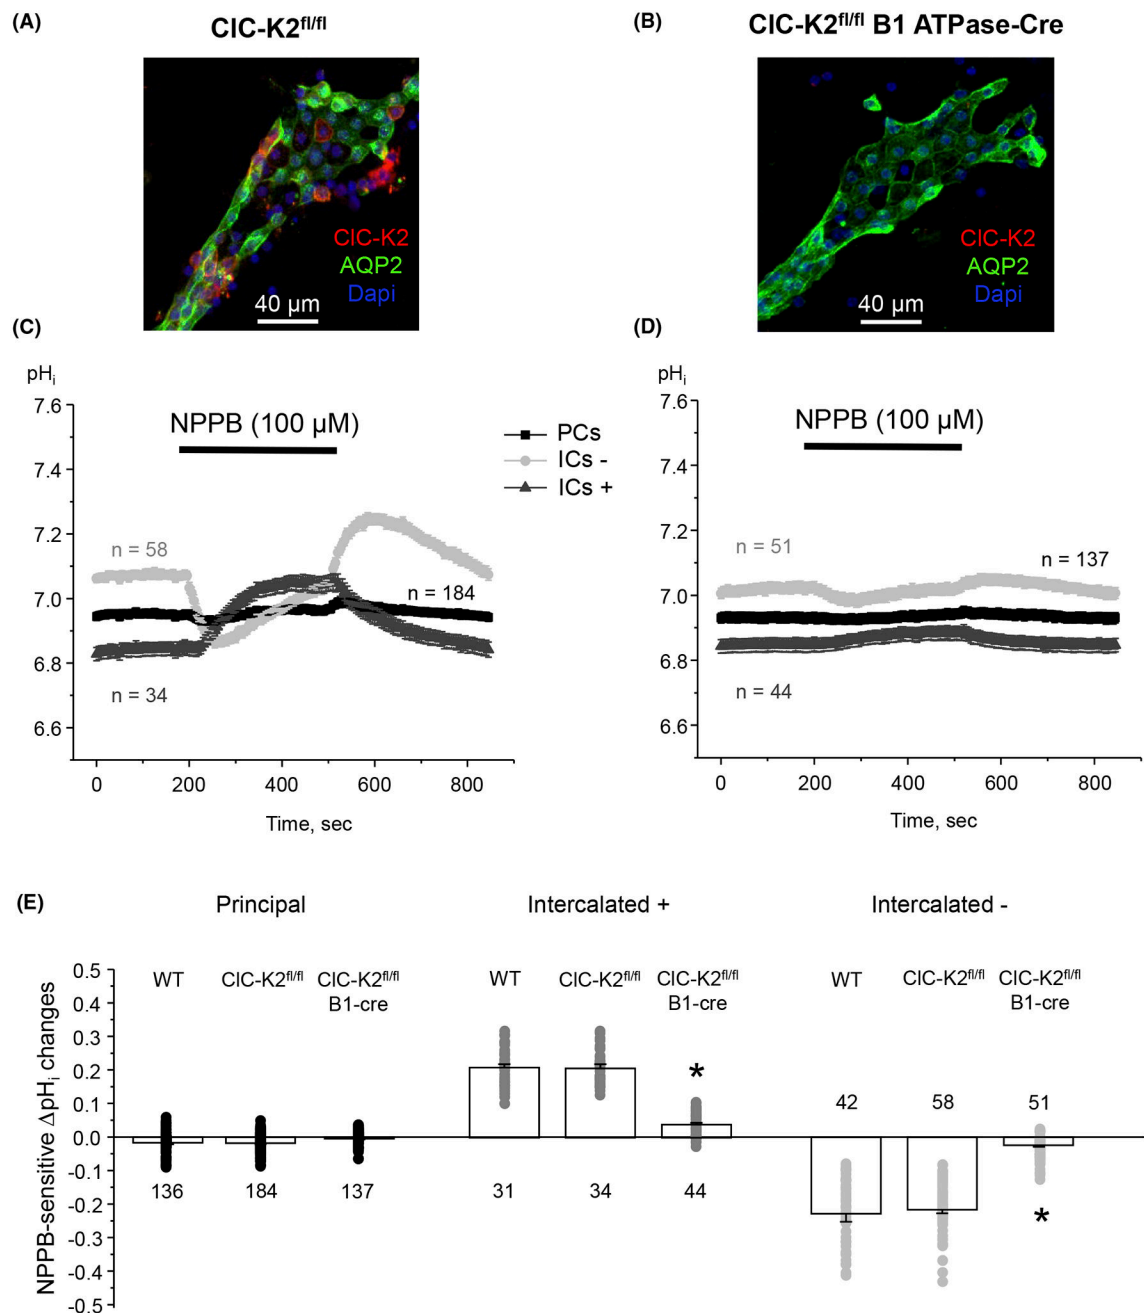 (A)
ClC-K2fl/fl
(B)
ClC-K2fl/fl B1 ATPase-Cre
ClC-K2
AQP2
Dapi
40 µm
ClC-K2
AQP2
Dapi
40 µm
(C)
pHi
7.6
7.4
7.2
7.0
6.8
6.6
NPPB (100 µM)
n = 58
n = 184
n = 34
0
200
400
600
800
Time, sec
PCs
ICs -
ICs +
(D)
pHi
7.6
7.4
7.2
7.0
6.8
6.6
NPPB (100 µM)
n = 51
n = 137
n = 44
0
200
400
600
800
Time, sec
(E)
Principal
Intercalated +
Intercalated -
NPPB-sensitive ΔpHi changes
0.5
0.4
0.3
0.2
0.1
0.0
-0.1
-0.2
-0.3
-0.4
-0.5
WT
ClC-K2fl/fl
ClC-K2fl/fl
B1-cre
136
184
137
WT
ClC-K2fl/fl
ClC-K2fl/fl
B1-cre
*
31
34
44
WT
ClC-K2fl/fl
ClC-K2fl/fl
B1-cre
42
58
51
*